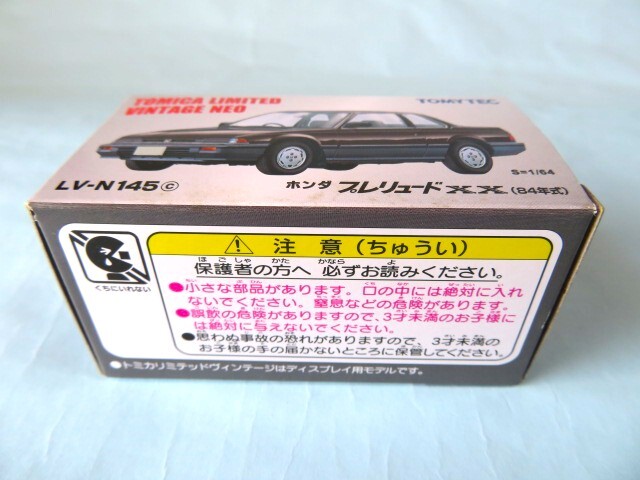 TOMICA LIMITED
VINTAGE NEO
TOMYTEC
S=1/64
LV-N145 ⓒ
ホンダ プレリュード XX (84年式)
くちにいれない
⚠ 注意(ちゅうい)
保護者の方へ 必ずお読みください。
●小さな部品があります。口の中には絶対に入れ
ないでください。窒息などの危険があります。
●誤飲の危険がありますので、3才未満のお子様に
は絶対に与えないでください。
●思わぬ事故の恐れがありますので、3才未満の
お子様の手の届かないところに保管してください。
●トミカリミテッドヴィンテージはディスプレイ用モデルです。